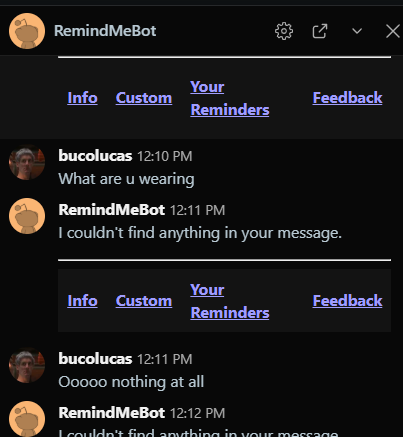 RemindMeBot
Info Custom Your Reminders Feedback
bucolucas 12:10 PM
What are u wearing
RemindMeBot 12:11 PM
I couldn't find anything in your message.
Info Custom Your Reminders Feedback
bucolucas 12:11 PM
Ooooo nothing at all
RemindMeBot 12:12 PM
I couldn't find anything in your message